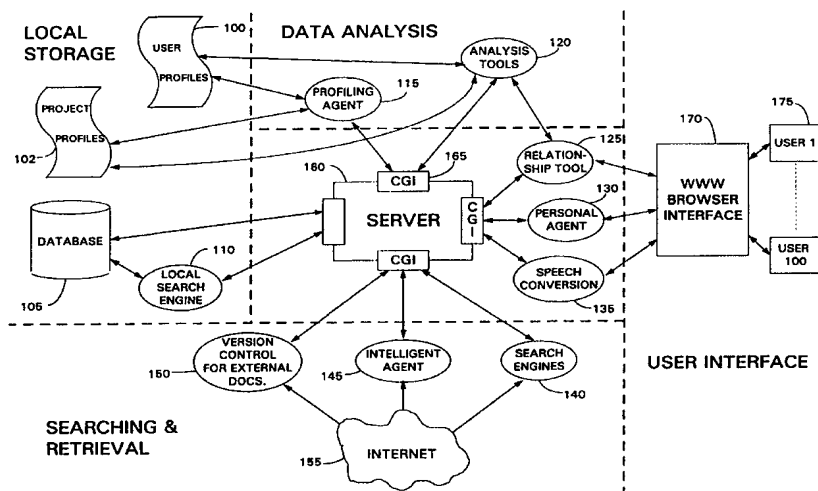 LOCAL
STORAGE
100
USER
PROFILES
PROJECT
PROFILES
102
DATABASE
105
110
LOCAL
SEARCH
ENGINE
DATA ANALYSIS
ANALYSIS
TOOLS
120
PROFILING
AGENT
115
160
CGI
165
SERVER
CGI
CGI
125
RELATION-
SHIP TOOL
130
PERSONAL
AGENT
SPEECH
CONVERSION
135
170
WWW
BROWSER
INTERFACE
175
USER 1
USER 100
USER INTERFACE
VERSION
CONTROL
FOR EXTERNAL
DOCS.
150
INTELLIGENT
AGENT
145
SEARCH
ENGINES
140
INTERNET
155
SEARCHING &
RETRIEVAL